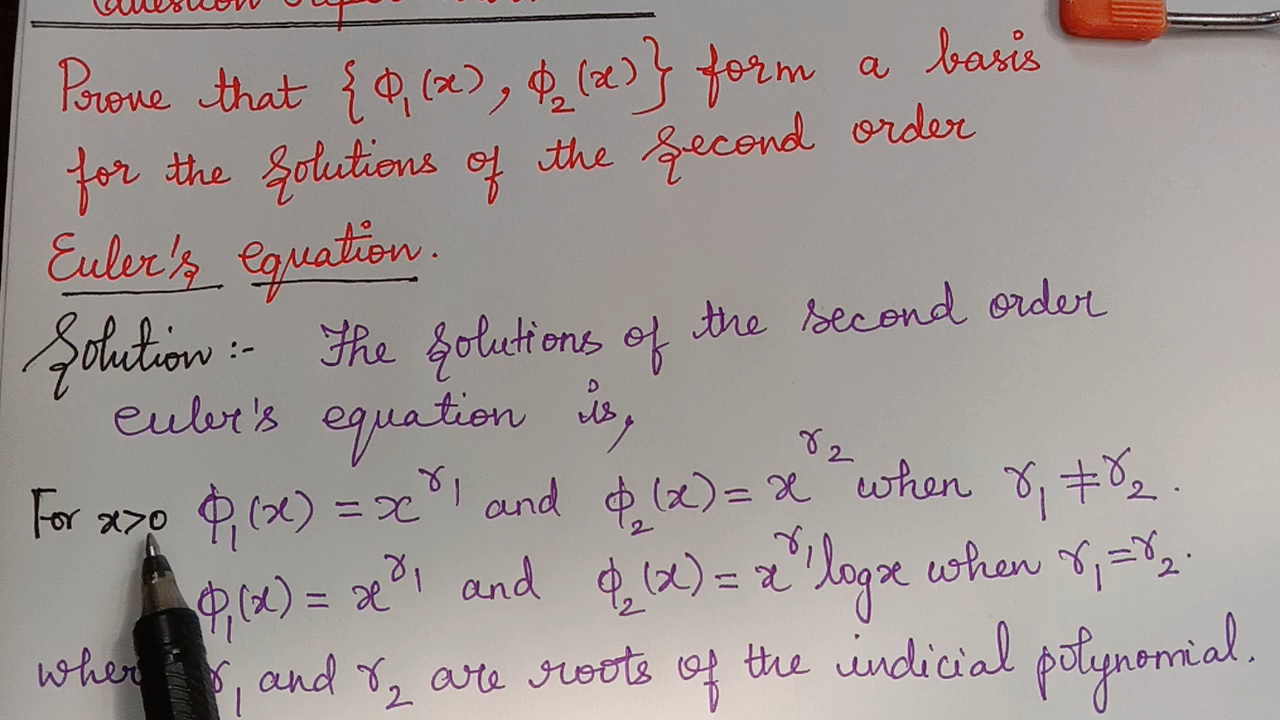 Prove that {ϕ₁(x), ϕ₂(x)} form a basis
for the solutions of the second order
Euler's equation.
Solution :- The solutions of the second order
euler's equation is,
For x>0 ϕ₁(x) = x^r₁ and ϕ₂(x) = x^r₂ when r₁ ≠ r₂.
ϕ₁(x) = x^r₁ and ϕ₂(x) = x^r₁ log x when r₁ = r₂.
r₁ and r₂ are roots of the indicial polynomial.